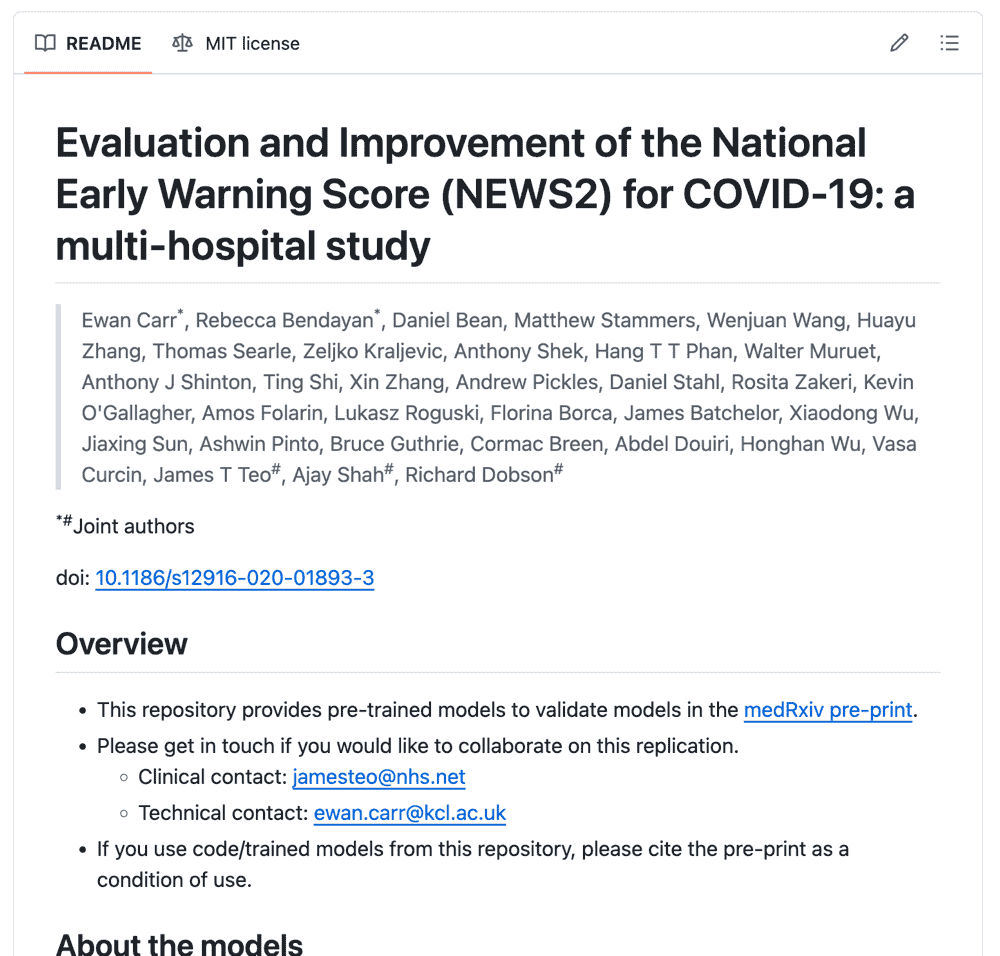 README MIT license
Evaluation and Improvement of the National
Early Warning Score (NEWS2) for COVID-19: a
multi-hospital study
Ewan Carr*, Rebecca Bendayan*, Daniel Bean, Matthew Stammers, Wenjuan Wang, Huayu
Zhang, Thomas Searle, Zeljko Kraljevic, Anthony Shek, Hang T T Phan, Walter Muruet,
Anthony J Shinton, Ting Shi, Xin Zhang, Andrew Pickles, Daniel Stahl, Rosita Zakeri, Kevin
O'Gallagher, Amos Folarin, Lukasz Roguski, Florina Borca, James Batchelor, Xiaodong Wu,
Jiaxing Sun, Ashwin Pinto, Bruce Guthrie, Cormac Breen, Abdel Douiri, Honghan Wu, Vasa
Curcin, James T Teo#, Ajay Shah#, Richard Dobson#
*#Joint authors
doi: 10.1186/s12916-020-01893-3
Overview
• This repository provides pre-trained models to validate models in the medRxiv pre-print.
• Please get in touch if you would like to collaborate on this replication.
◦ Clinical contact: jamesteo@nhs.net
◦ Technical contact: ewan.carr@kcl.ac.uk
• If you use code/trained models from this repository, please cite the pre-print as a
condition of use.
About the models